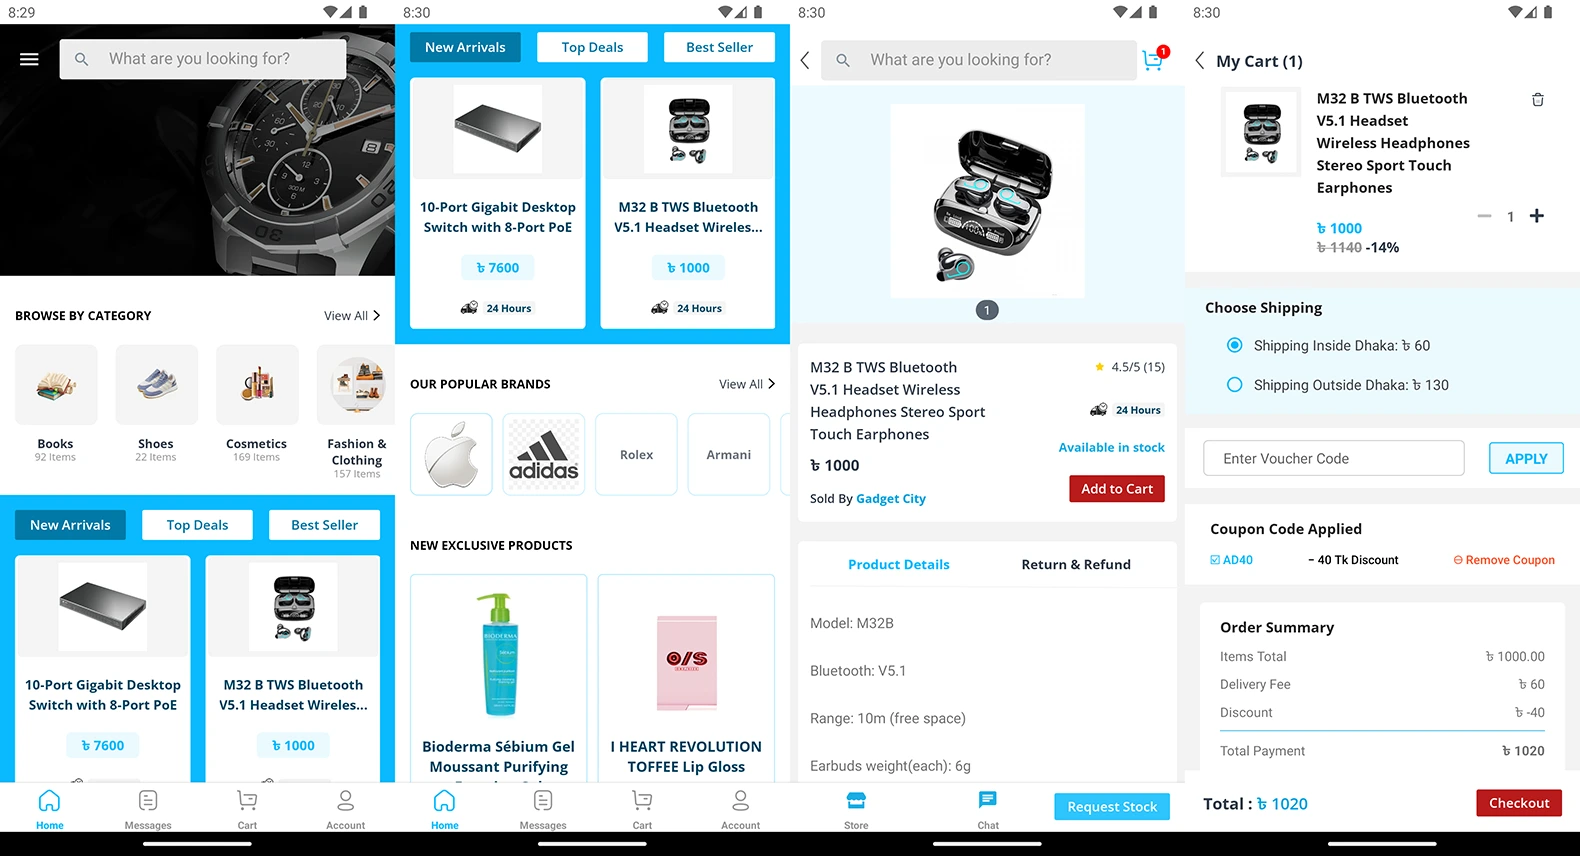 8:29
What are you looking for?
BROWSE BY CATEGORY
View All
Books
92 Items
Shoes
22 Items
Cosmetics
169 Items
Fashion &
Clothing
157 Items
New Arrivals
Top Deals
Best Seller
10-Port Gigabit Desktop
Switch with 8-Port PoE
৳ 7600
M32 B TWS Bluetooth
V5.1 Headset Wireles...
৳ 1000
Home
Messages
Cart
Account
8:30
New Arrivals
Top Deals
Best Seller
10-Port Gigabit Desktop
Switch with 8-Port PoE
৳ 7600
24 Hours
M32 B TWS Bluetooth
V5.1 Headset Wireles...
৳ 1000
24 Hours
OUR POPULAR BRANDS
View All
adidas
Rolex
Armani
NEW EXCLUSIVE PRODUCTS
BIODERMA
Sébium
Bioderma Sébium Gel
Moussant Purifying
O/S
I HEART REVOLUTION
TOFFEE Lip Gloss
Home
Messages
Cart
Account
8:30
What are you looking for?
1
1
M32 B TWS Bluetooth
V5.1 Headset Wireless
Headphones Stereo Sport
Touch Earphones
৳ 1000
Sold By Gadget City
4.5/5 (15)
24 Hours
Available in stock
Add to Cart
Product Details
Return & Refund
Model: M32B
Bluetooth: V5.1
Range: 10m (free space)
Earbuds weight(each): 6g
Store
Chat
Request Stock
8:30
My Cart (1)
M32 B TWS Bluetooth
V5.1 Headset
Wireless Headphones
Stereo Sport Touch
Earphones
৳ 1000
৳ 1140 -14%
1
Choose Shipping
Shipping Inside Dhaka: ৳ 60
Shipping Outside Dhaka: ৳ 130
Enter Voucher Code
APPLY
Coupon Code Applied
AD40
- 40 Tk Discount
Remove Coupon
Order Summary
Items Total
৳ 1000.00
Delivery Fee
৳ 60
Discount
৳ -40
Total Payment
৳ 1020
Total : ৳ 1020
Checkout